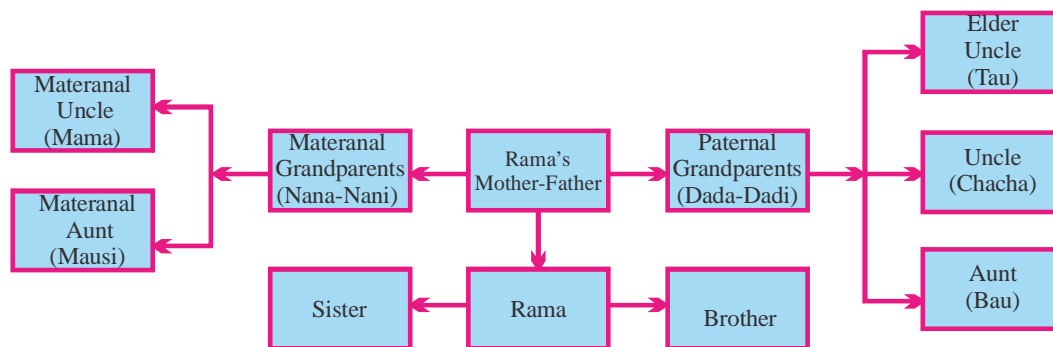 Elder
Uncle
(Tau)
Materanal
Uncle
(Mama)
Materanal
Grandparents
(Nana-Nani)
Rama's
Mother-Father
Paternal
Grandparents
(Dada-Dadi)
Uncle
(Chacha)
Materanal
Aunt
(Mausi)
Sister
Rama
Brother
Aunt
(Bau)